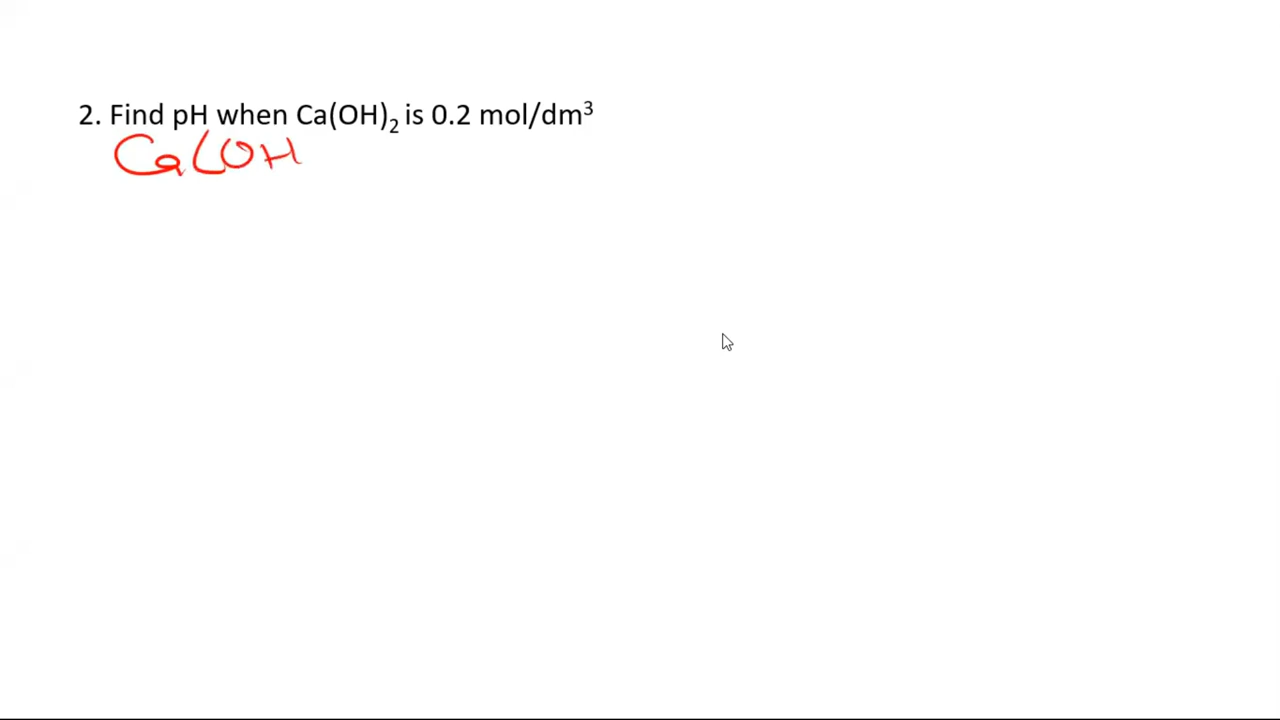 2. Find pH when Ca(OH)₂ is 0.2 mol/dm³
Ca(OH